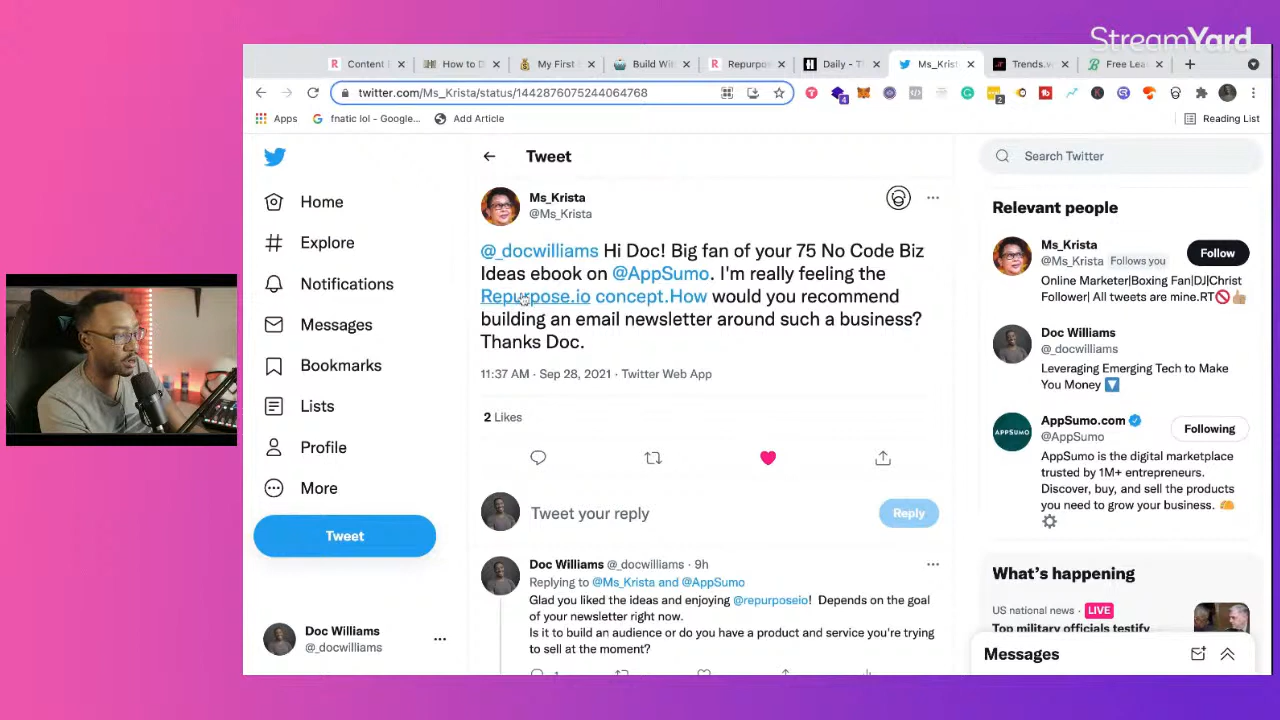 StreamYard
Content
How to D
My First
Build Wit
Repurpos
Daily - T
Ms_Krist
Trends.v
Free Lea
twitter.com/Ms_Krista/status/1442876075244064768
4
2
Apps
fnatic lol - Google...
Add Article
Reading List
Home
Explore
Notifications
Messages
Bookmarks
Lists
Profile
More
Tweet
Doc Williams
@_docwilliams
Tweet
Ms_Krista
@Ms_Krista
@_docwilliams Hi Doc! Big fan of your 75 No Code Biz
Ideas ebook on @AppSumo. I'm really feeling the
Repurpose.io concept.How would you recommend
building an email newsletter around such a business?
Thanks Doc.
11:37 AM · Sep 28, 2021 · Twitter Web App
2 Likes
Tweet your reply
Reply
Doc Williams @_docwilliams · 9h
Replying to @Ms_Krista and @AppSumo
Glad you liked the ideas and enjoying @repurposeio! Depends on the goal
of your newsletter right now.
Is it to build an audience or do you have a product and service you're trying
to sell at the moment?
1
Search Twitter
Relevant people
Ms_Krista
@Ms_Krista Follows you
Follow
Online Marketer|Boxing Fan|DJ|Christ
Follower| All tweets are mine.RT
Doc Williams
@_docwilliams
Leveraging Emerging Tech to Make
You Money
AppSumo.com
@AppSumo
Following
APPSUMO
AppSumo is the digital marketplace
trusted by 1M+ entrepreneurs.
Discover, buy, and sell the products
you need to grow your business.
What's happening
US national news · LIVE
Top military officials testify
Messages